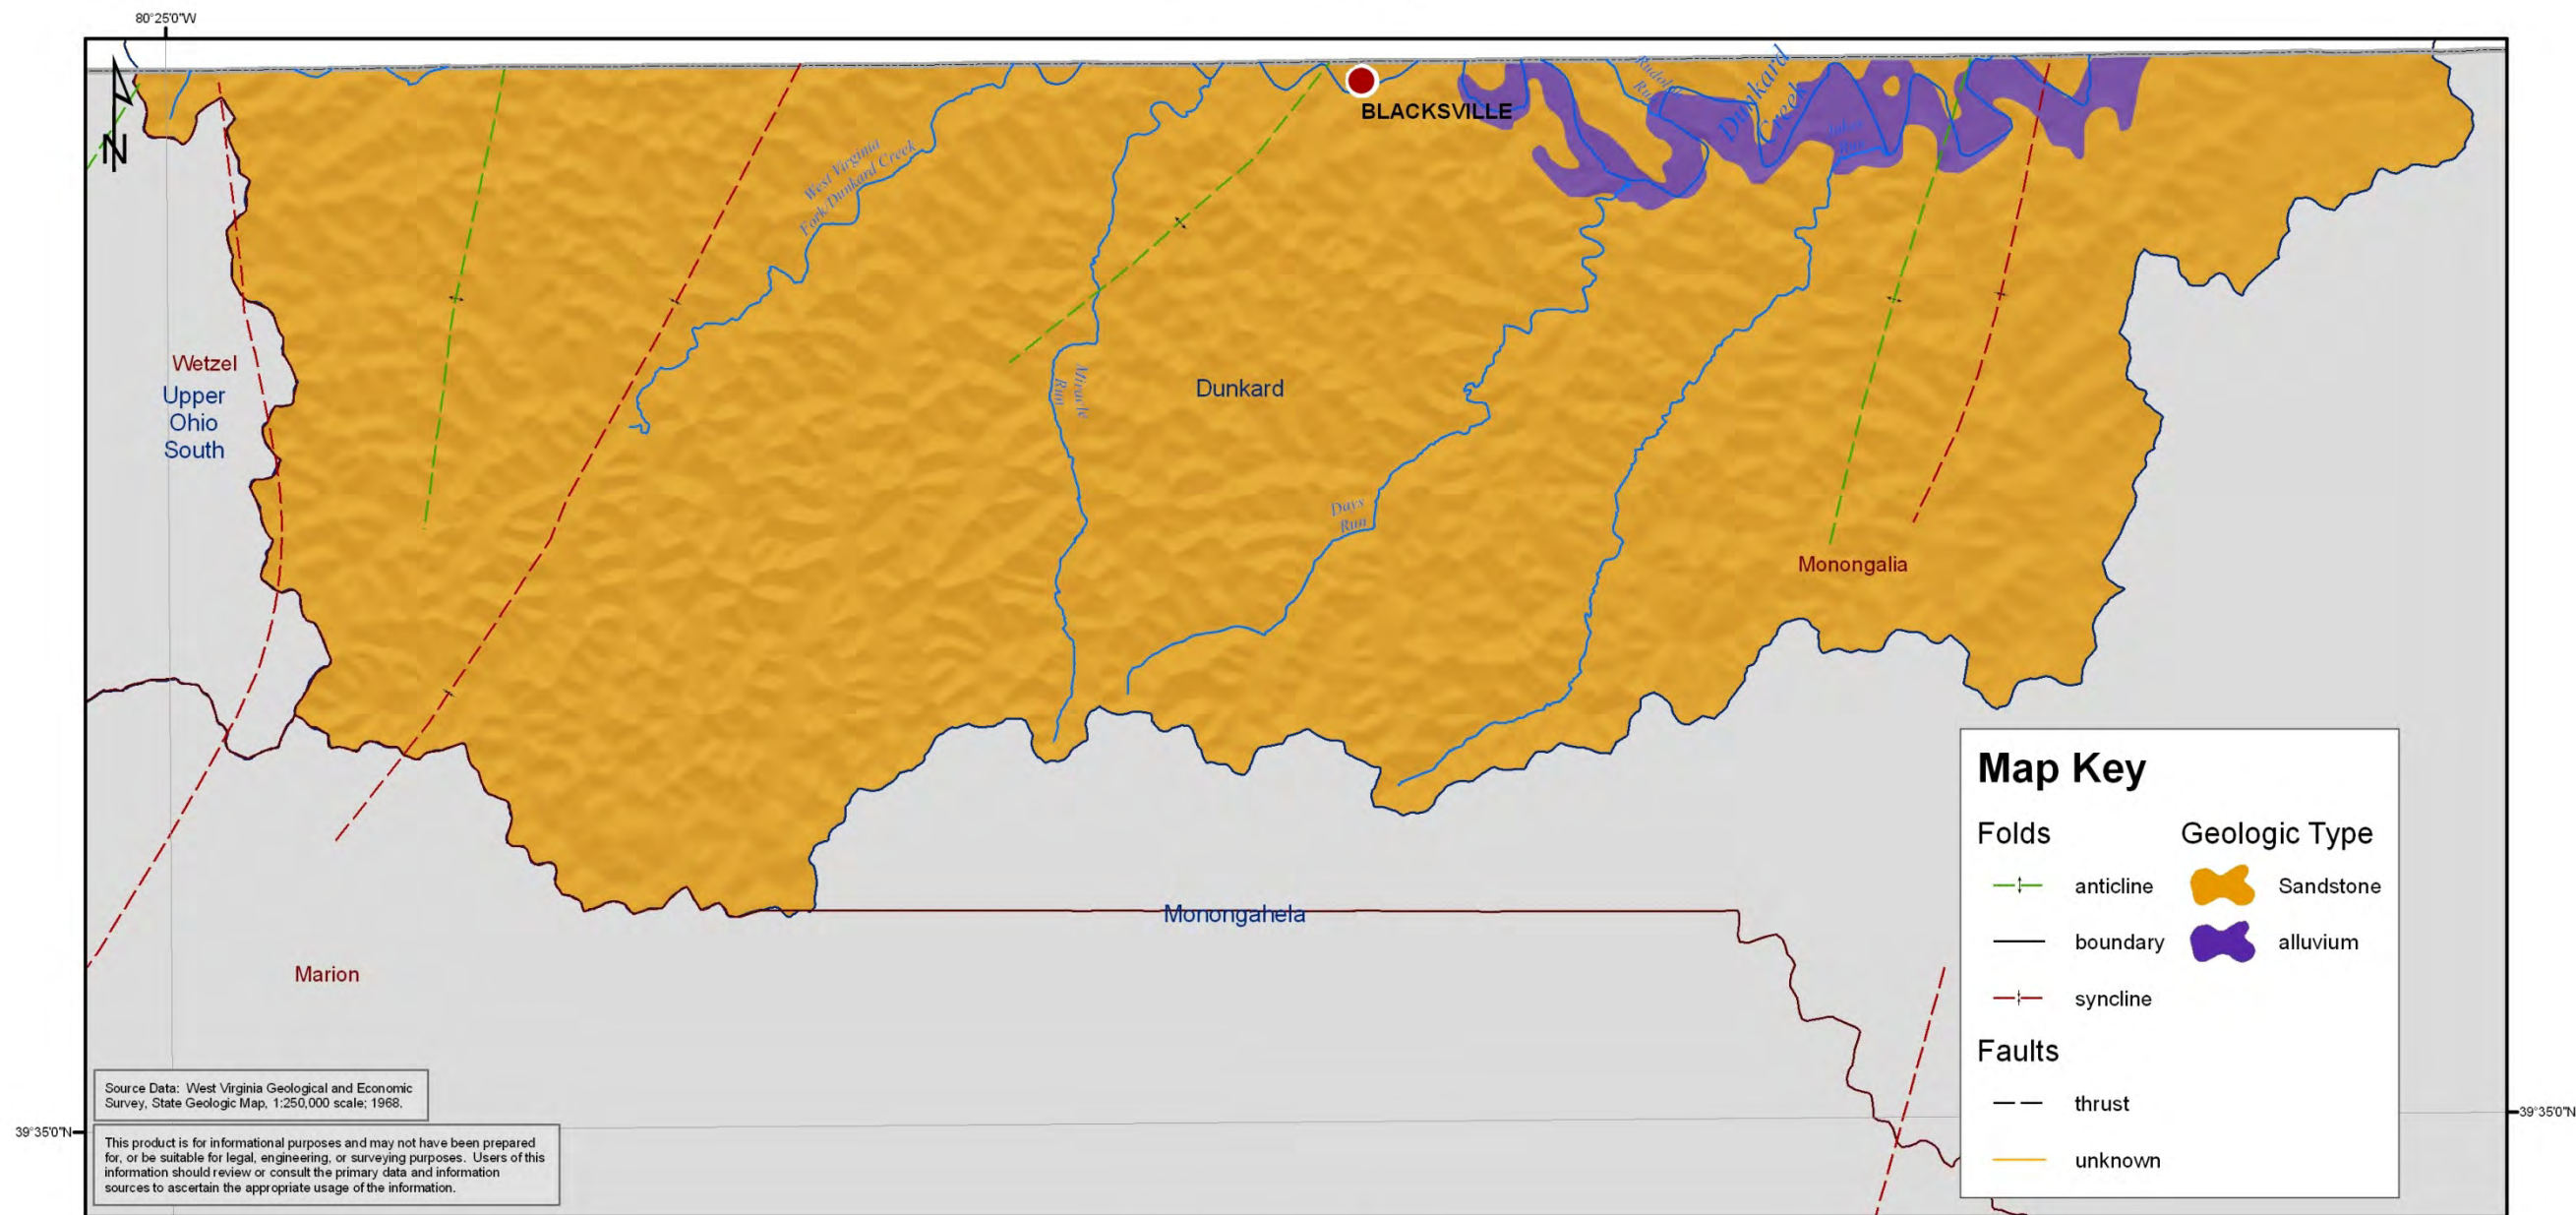 80°25'0"W
N
BLACKSVILLE
Dunkard
Creek
Rudolph
Run
West Virginia
Fork Dunkard Creek
Wetzel
Upper
Ohio
South
Miracle
Run
Dunkard
Days
Run
Monongalia
Monongahela
Marion
Map Key
Folds
anticline
boundary
syncline
Faults
thrust
unknown
Geologic Type
Sandstone
alluvium
Source Data: West Virginia Geological and Economic
Survey, State Geologic Map, 1:250,000 scale; 1968.
This product is for informational purposes and may not have been prepared
for, or be suitable for legal, engineering, or surveying purposes. Users of this
information should review or consult the primary data and information
sources to ascertain the appropriate usage of the information.
39°35'0"N
39°35'0"N